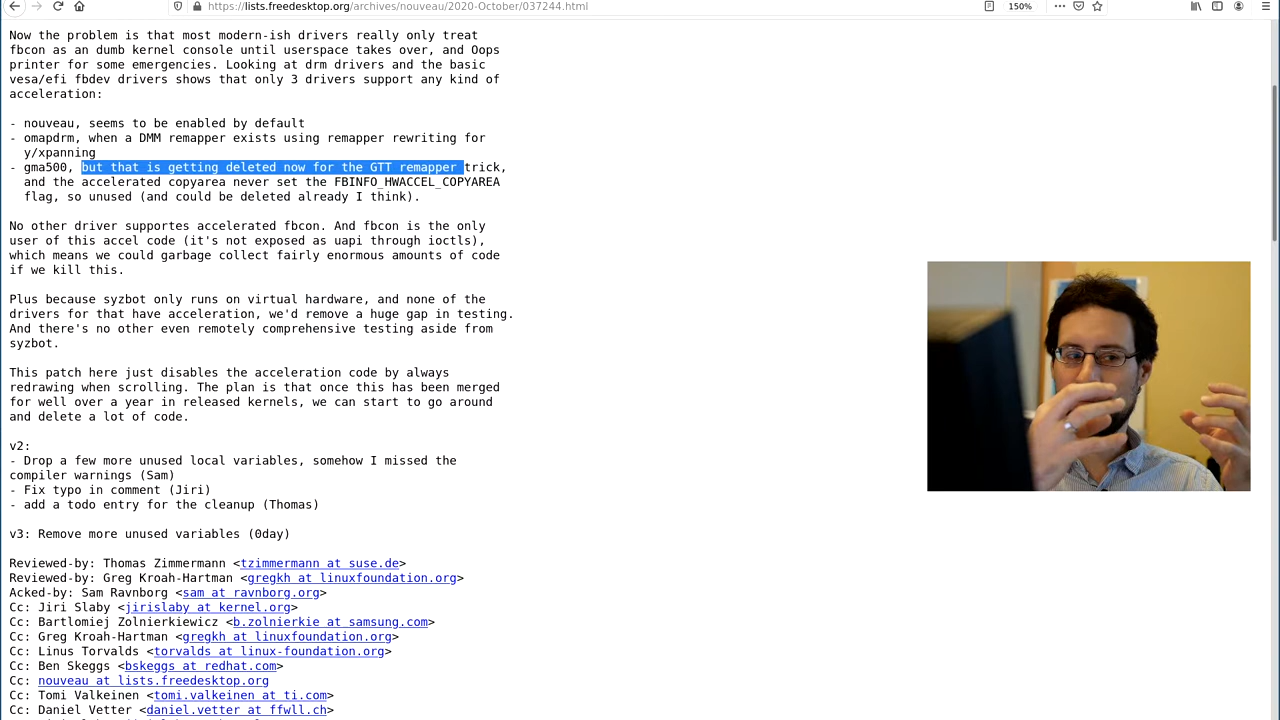 https://lists.freedesktop.org/archives/nouveau/2020-October/037244.html
150%
Now the problem is that most modern-ish drivers really only treat
fbcon as an dumb kernel console until userspace takes over, and Oops
printer for some emergencies. Looking at drm drivers and the basic
vesa/efi fbdev drivers shows that only 3 drivers support any kind of
acceleration:
- nouveau, seems to be enabled by default
- omapdrm, when a DMM remapper exists using remapper rewriting for
y/xpanning
- gma500, but that is getting deleted now for the GTT remapper trick,
and the accelerated copyarea never set the FBINFO_HWACCEL_COPYAREA
flag, so unused (and could be deleted already I think).
No other driver supportes accelerated fbcon. And fbcon is the only
user of this accel code (it's not exposed as uapi through ioctls),
which means we could garbage collect fairly enormous amounts of code
if we kill this.
Plus because syzbot only runs on virtual hardware, and none of the
drivers for that have acceleration, we'd remove a huge gap in testing.
And there's no other even remotely comprehensive testing aside from
syzbot.
This patch here just disables the acceleration code by always
redrawing when scrolling. The plan is that once this has been merged
for well over a year in released kernels, we can start to go around
and delete a lot of code.
v2:
- Drop a few more unused local variables, somehow I missed the
compiler warnings (Sam)
- Fix typo in comment (Jiri)
- add a todo entry for the cleanup (Thomas)
v3: Remove more unused variables (0day)
Reviewed-by: Thomas Zimmermann <tzimmermann at suse.de>
Reviewed-by: Greg Kroah-Hartman <gregkh at linuxfoundation.org>
Acked-by: Sam Ravnborg <sam at ravnborg.org>
Cc: Jiri Slaby <jirislaby at kernel.org>
Cc: Bartlomiej Zolnierkiewicz <b.zolnierkie at samsung.com>
Cc: Greg Kroah-Hartman <gregkh at linuxfoundation.org>
Cc: Linus Torvalds <torvalds at linux-foundation.org>
Cc: Ben Skeggs <bskeggs at redhat.com>
Cc: nouveau at lists.freedesktop.org
Cc: Tomi Valkeinen <tomi.valkeinen at ti.com>
Cc: Daniel Vetter <daniel.vetter at ffwll.ch>